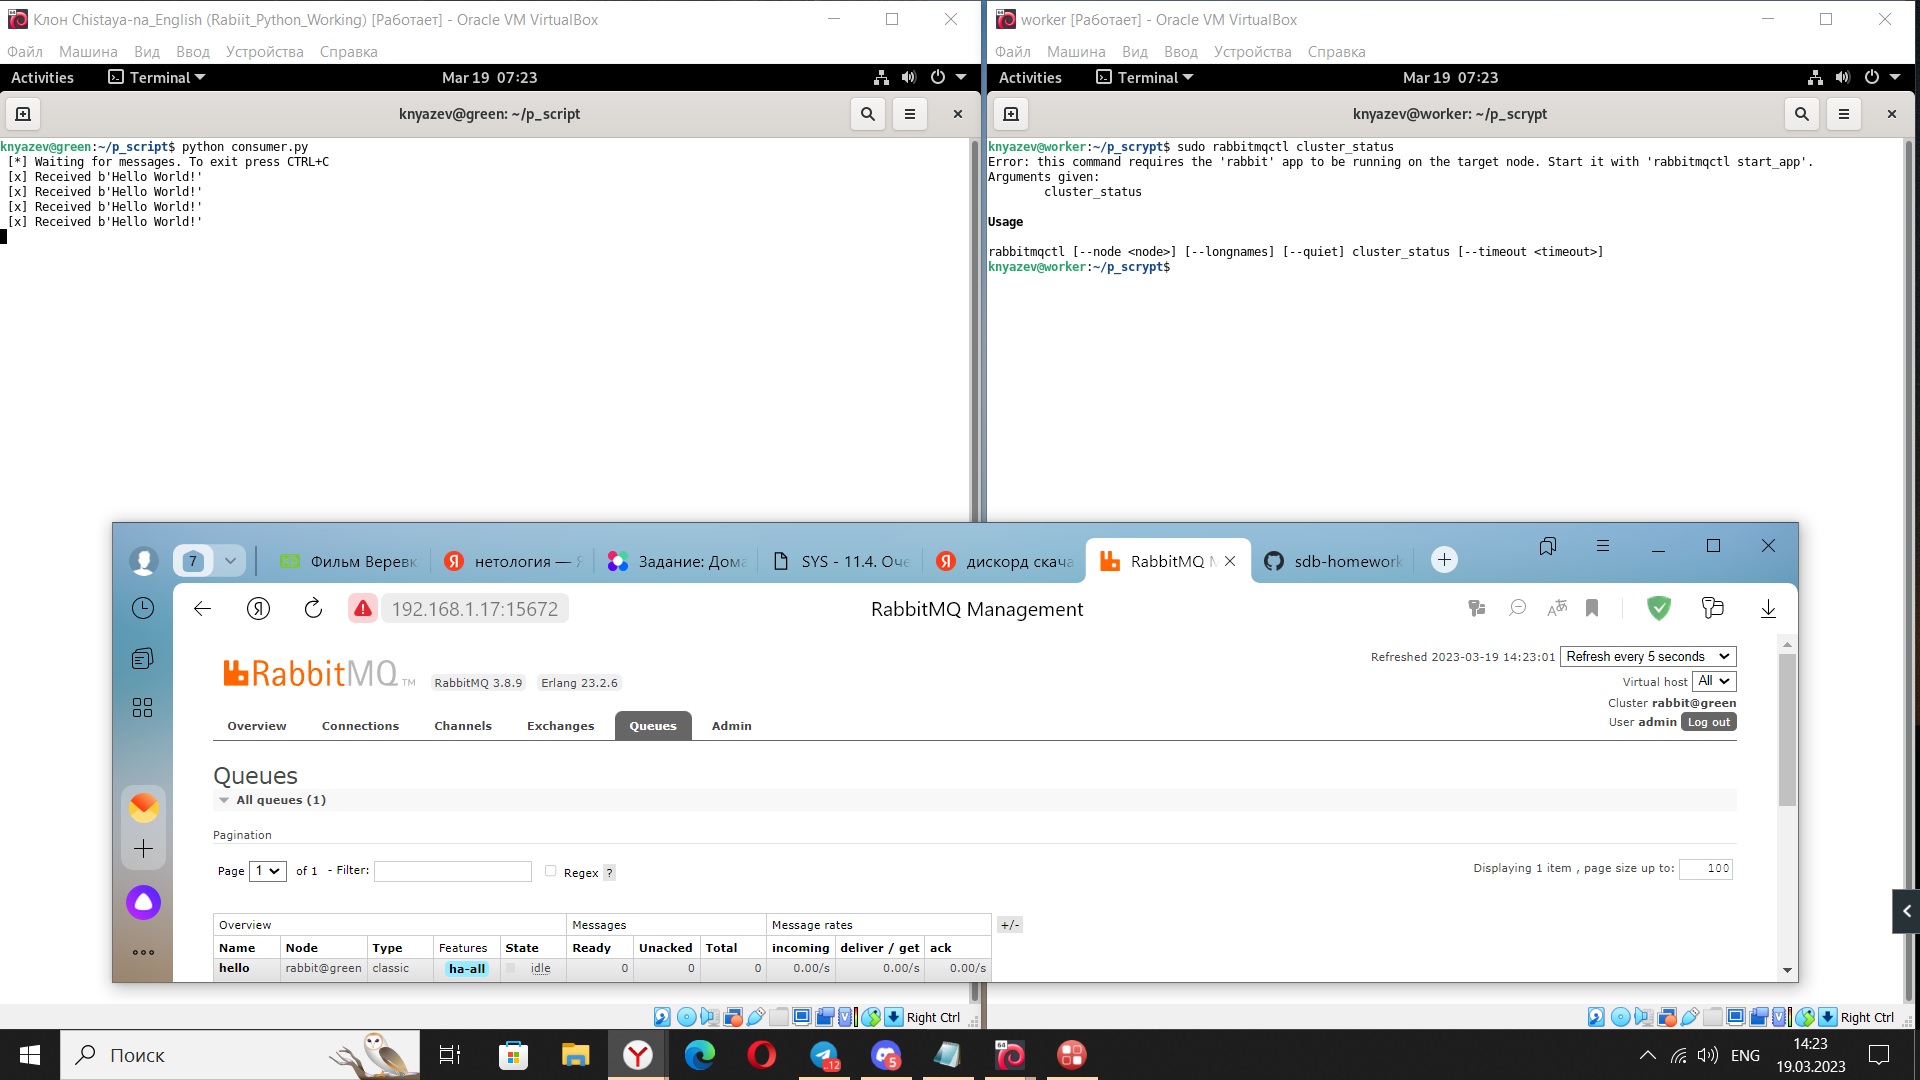 Клон Chistaya-na_English (Rabiit_Python_Working) [Работает] - Oracle VM VirtualBox
Файл Машина Вид Ввод Устройства Справка
Activities Terminal Mar 19 07:23
knyazev@green: ~/p_script
knyazev@green:~/p_script$ python consumer.py
[*] Waiting for messages. To exit press CTRL+C
[x] Received b'Hello World!'
[x] Received b'Hello World!'
[x] Received b'Hello World!'
[x] Received b'Hello World!'
worker [Работает] - Oracle VM VirtualBox
Файл Машина Вид Ввод Устройства Справка
Activities Terminal Mar 19 07:23
knyazev@worker: ~/p_scrypt
knyazev@worker:~/p_scrypt$ sudo rabbitmqctl cluster_status
Error: this command requires the 'rabbit' app to be running on the target node. Start it with 'rabbitmqctl start_app'.
Arguments given:
cluster_status
Usage
rabbitmqctl [--node <node>] [--longnames] [--quiet] cluster_status [--timeout <timeout>]
knyazev@worker:~/p_scrypt$
7 Фильм Веревк нетология — Задание: Дома SYS - 11.4. Оче дискорд скача RabbitMQ sdb-homework
192.168.1.17:15672 RabbitMQ Management
RabbitMQ TM RabbitMQ 3.8.9 Erlang 23.2.6
Refreshed 2023-03-19 14:23:01 Refresh every 5 seconds
Virtual host All
Cluster rabbit@green
User admin Log out
Overview Connections Channels Exchanges Queues Admin
Queues
All queues (1)
Pagination
Page 1 of 1 - Filter: Regex ? Displaying 1 item , page size up to: 100
Overview Messages Message rates +/-
Name Node Type Features State Ready Unacked Total incoming deliver / get ack
hello rabbit@green classic ha-all idle 0 0 0 0.00/s 0.00/s 0.00/s
Right Ctrl
Right Ctrl
Поиск
..12
5
64
ENG
14:23
19.03.2023